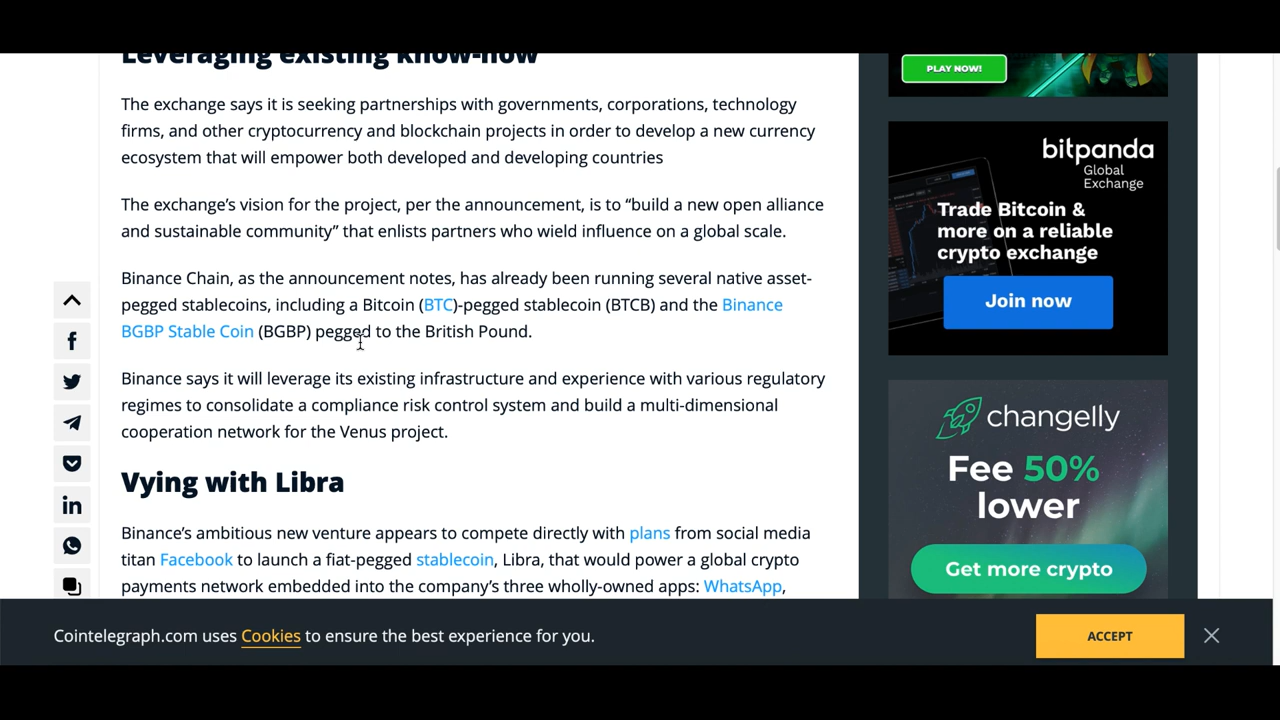 Leveraging existing know-how
The exchange says it is seeking partnerships with governments, corporations, technology
firms, and other cryptocurrency and blockchain projects in order to develop a new currency
ecosystem that will empower both developed and developing countries
The exchange’s vision for the project, per the announcement, is to “build a new open alliance
and sustainable community” that enlists partners who wield influence on a global scale.
Binance Chain, as the announcement notes, has already been running several native asset-
pegged stablecoins, including a Bitcoin (BTC)-pegged stablecoin (BTCB) and the Binance
BGBP Stable Coin (BGBP) pegged to the British Pound.
Binance says it will leverage its existing infrastructure and experience with various regulatory
regimes to consolidate a compliance risk control system and build a multi-dimensional
cooperation network for the Venus project.
Vying with Libra
Binance’s ambitious new venture appears to compete directly with plans from social media
titan Facebook to launch a fiat-pegged stablecoin, Libra, that would power a global crypto
payments network embedded into the company’s three wholly-owned apps: WhatsApp,
PLAY NOW!
bitpanda
Global
Exchange
Trade Bitcoin &
more on a reliable
crypto exchange
Join now
changelly
Fee 50%
lower
Get more crypto
Cointelegraph.com uses Cookies to ensure the best experience for you.
ACCEPT